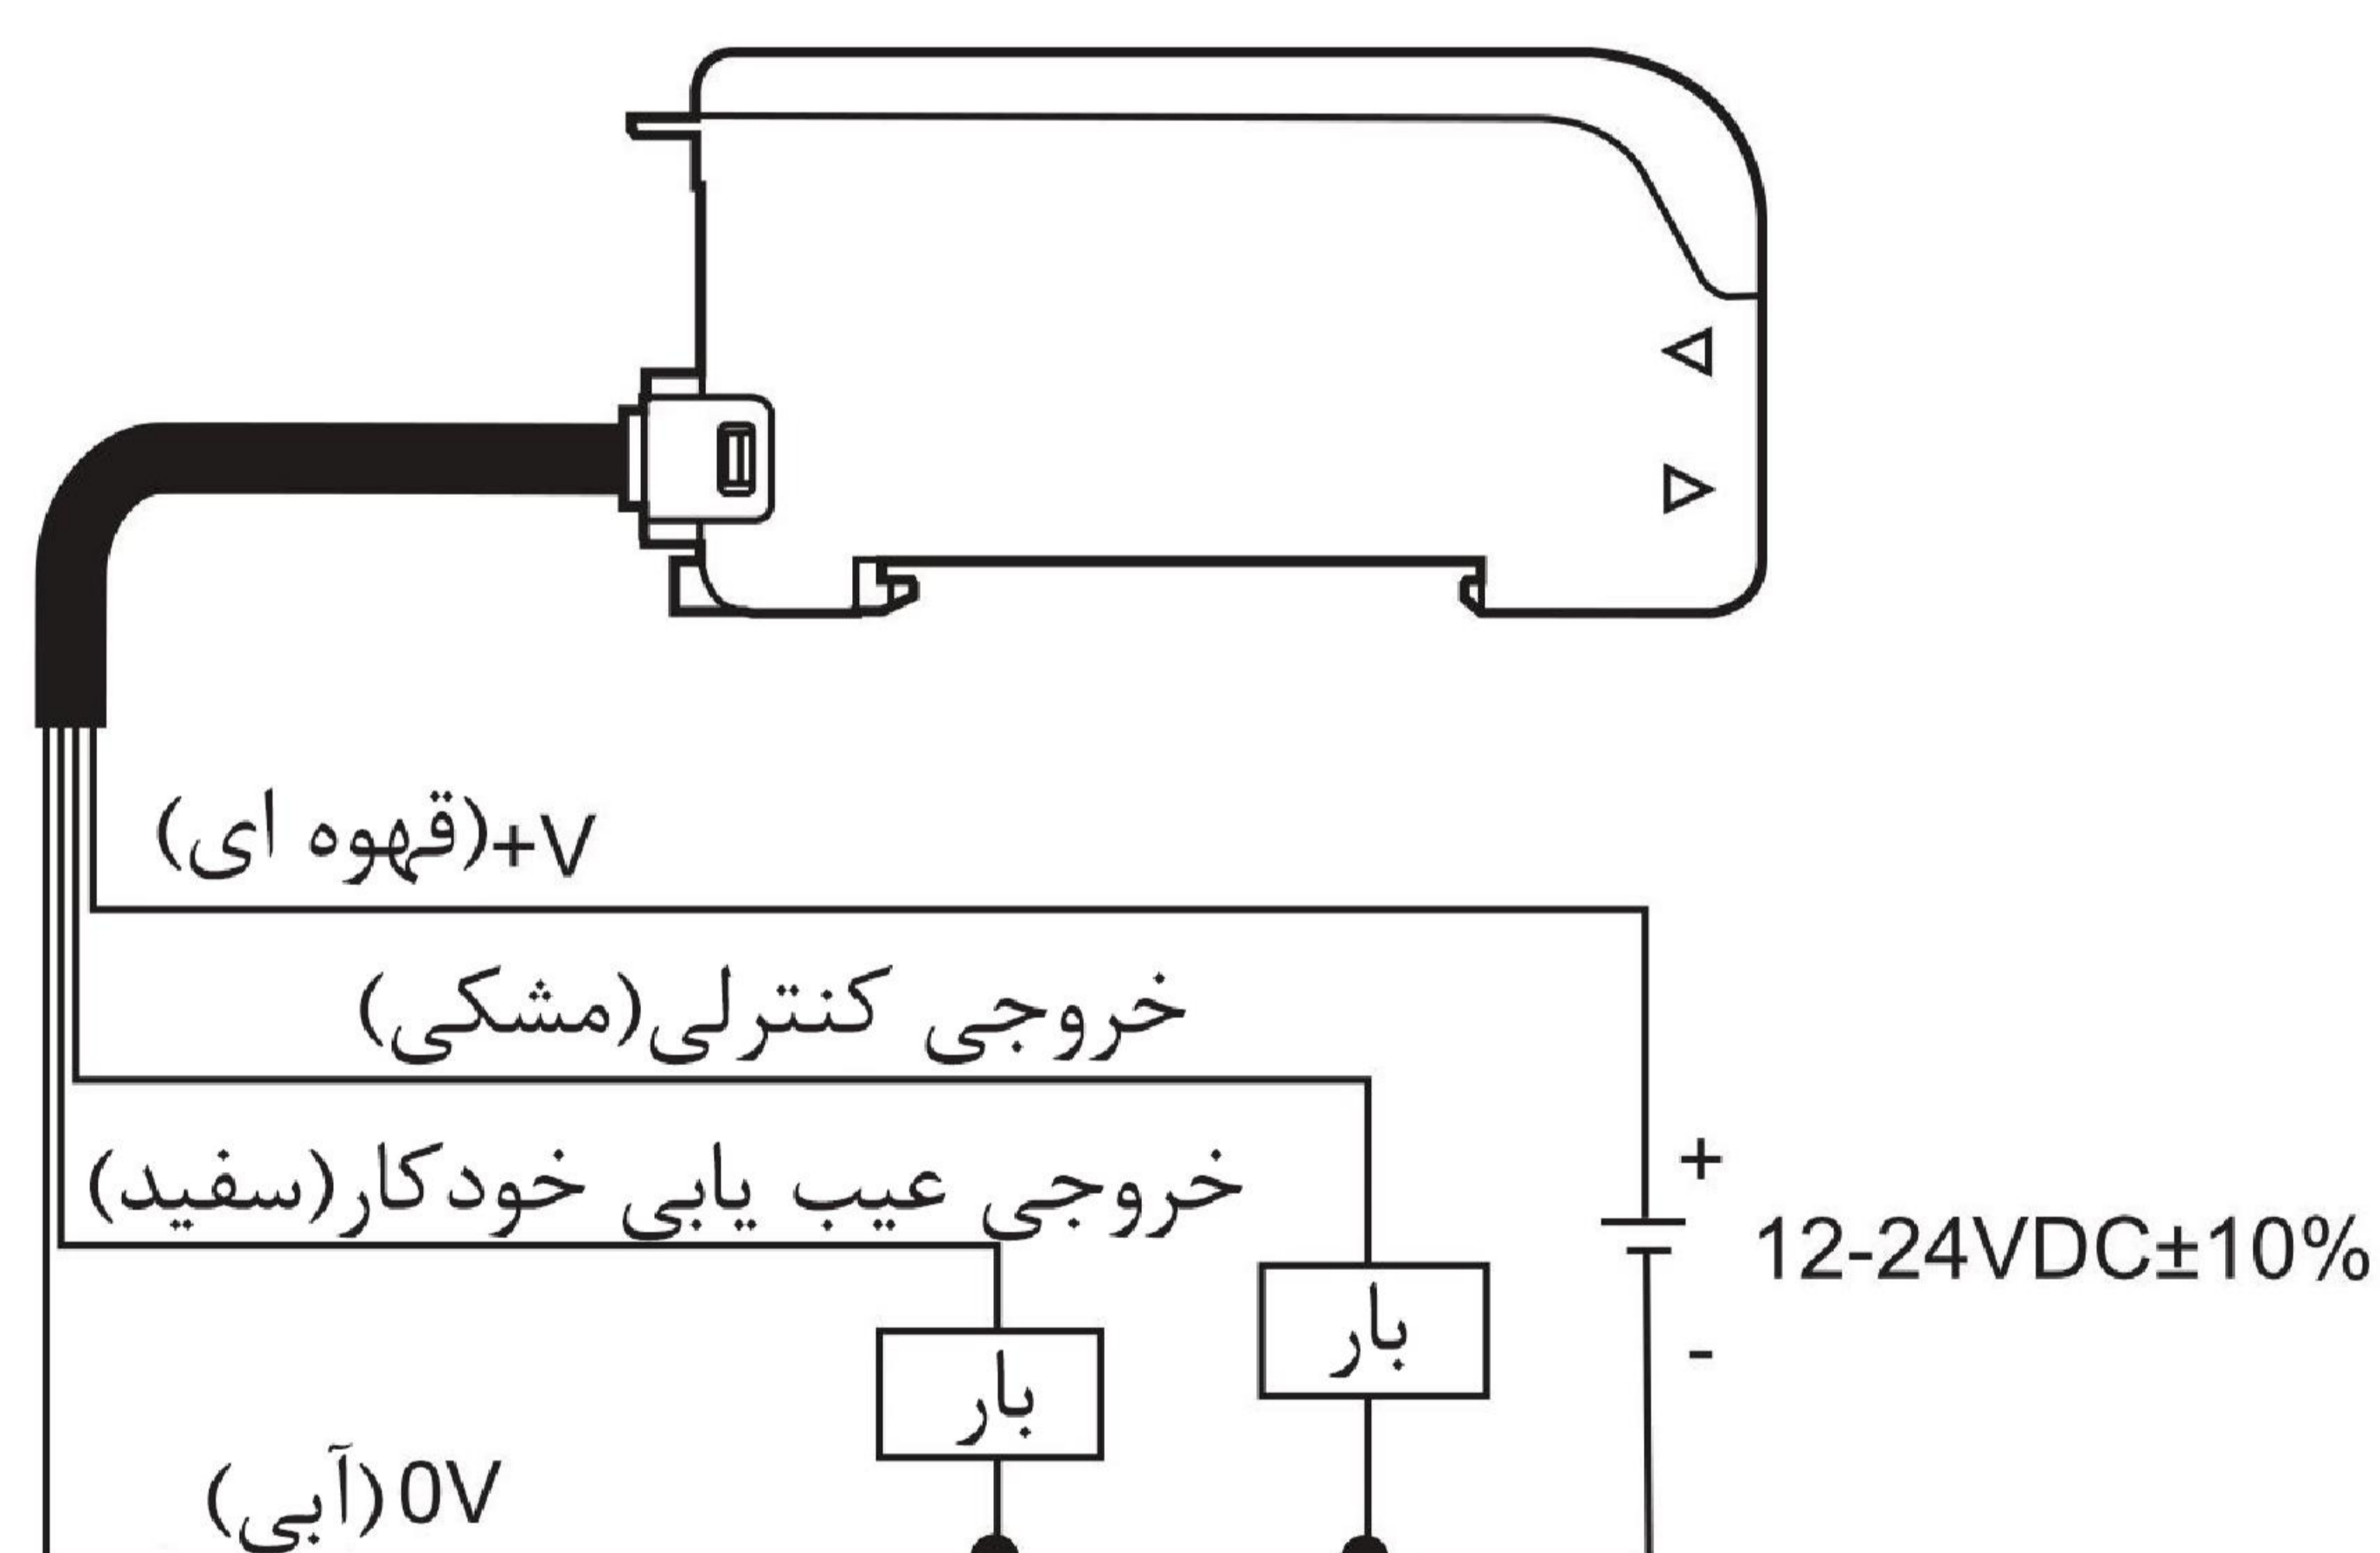 +V(قهوه ای)
خروجی کنترلی(مشکی)
خروجی عیب یابی خودکار(سفید)
+
12-24VDC±10%
-
بار
بار
0V(آبی)